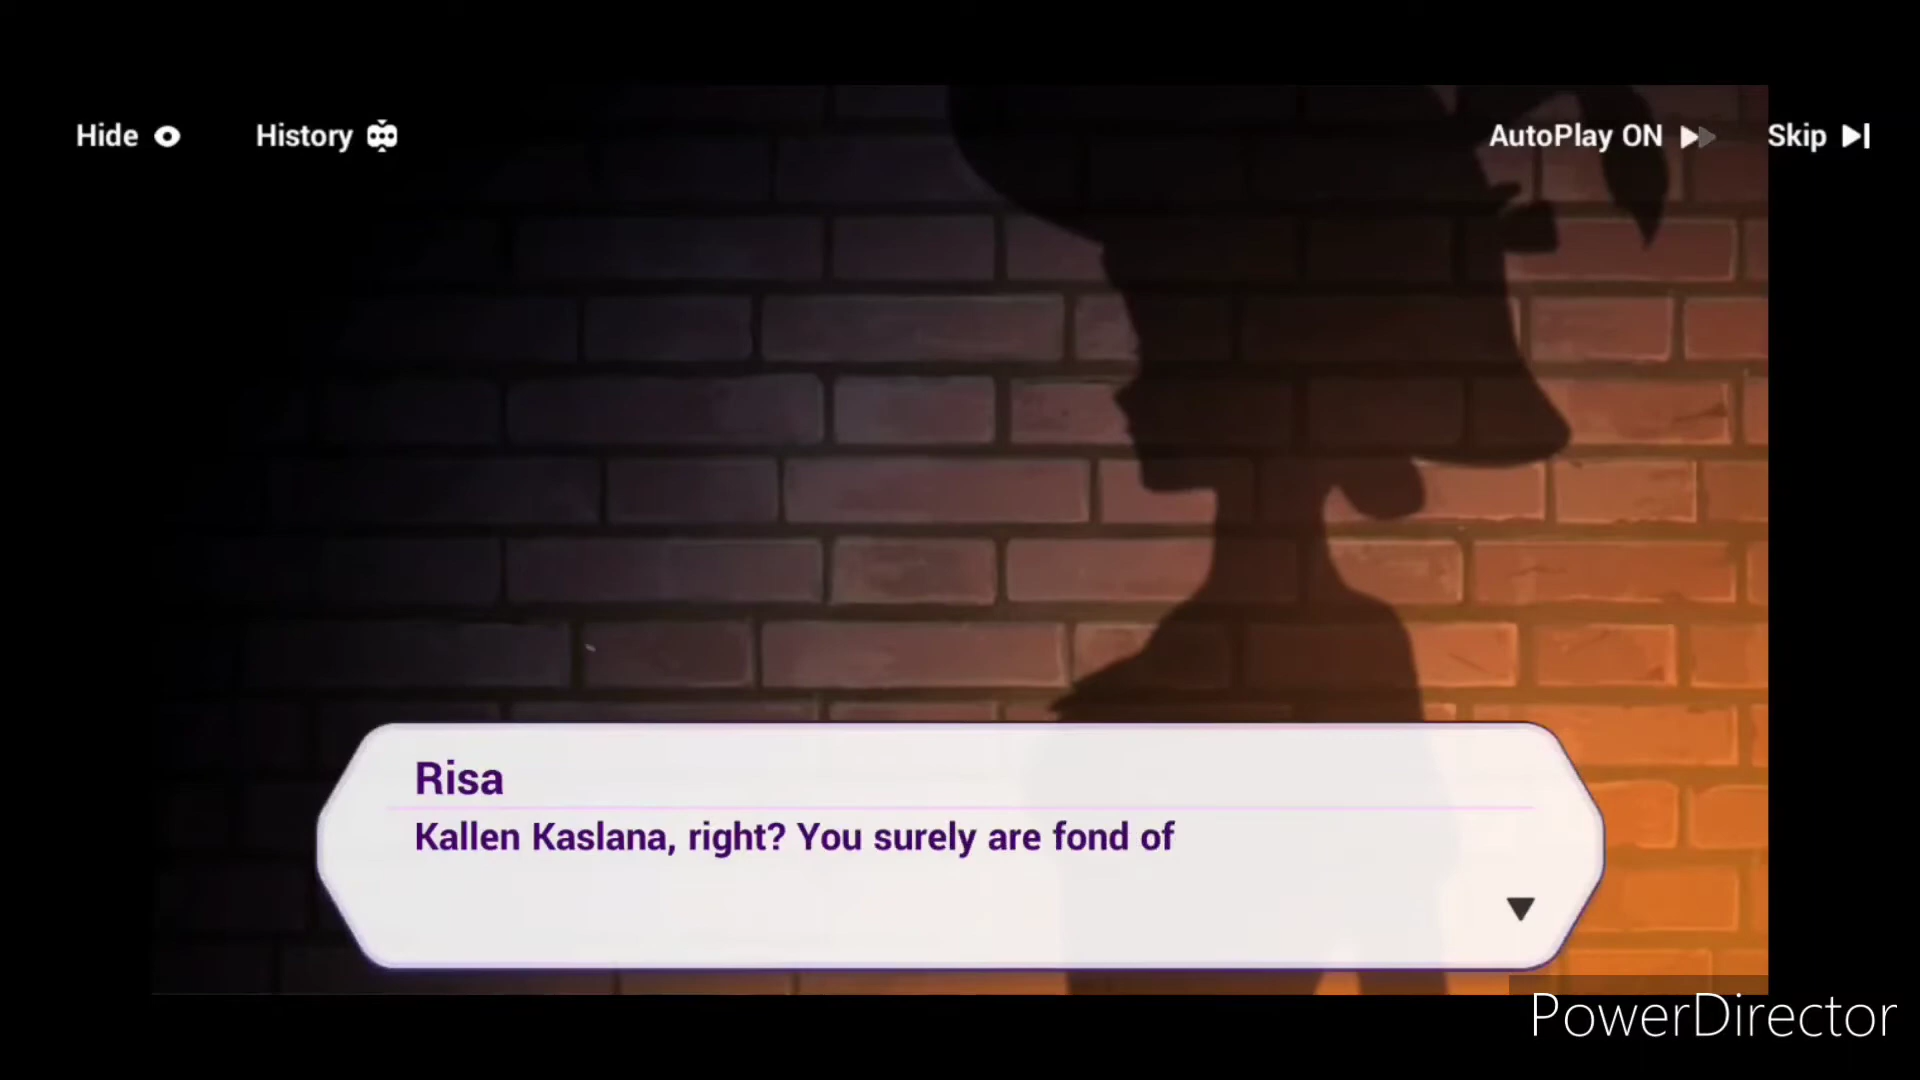 Hide
History
AutoPlay ON
Skip
Risa
Kallen Kaslana, right? You surely are fond of
PowerDirector